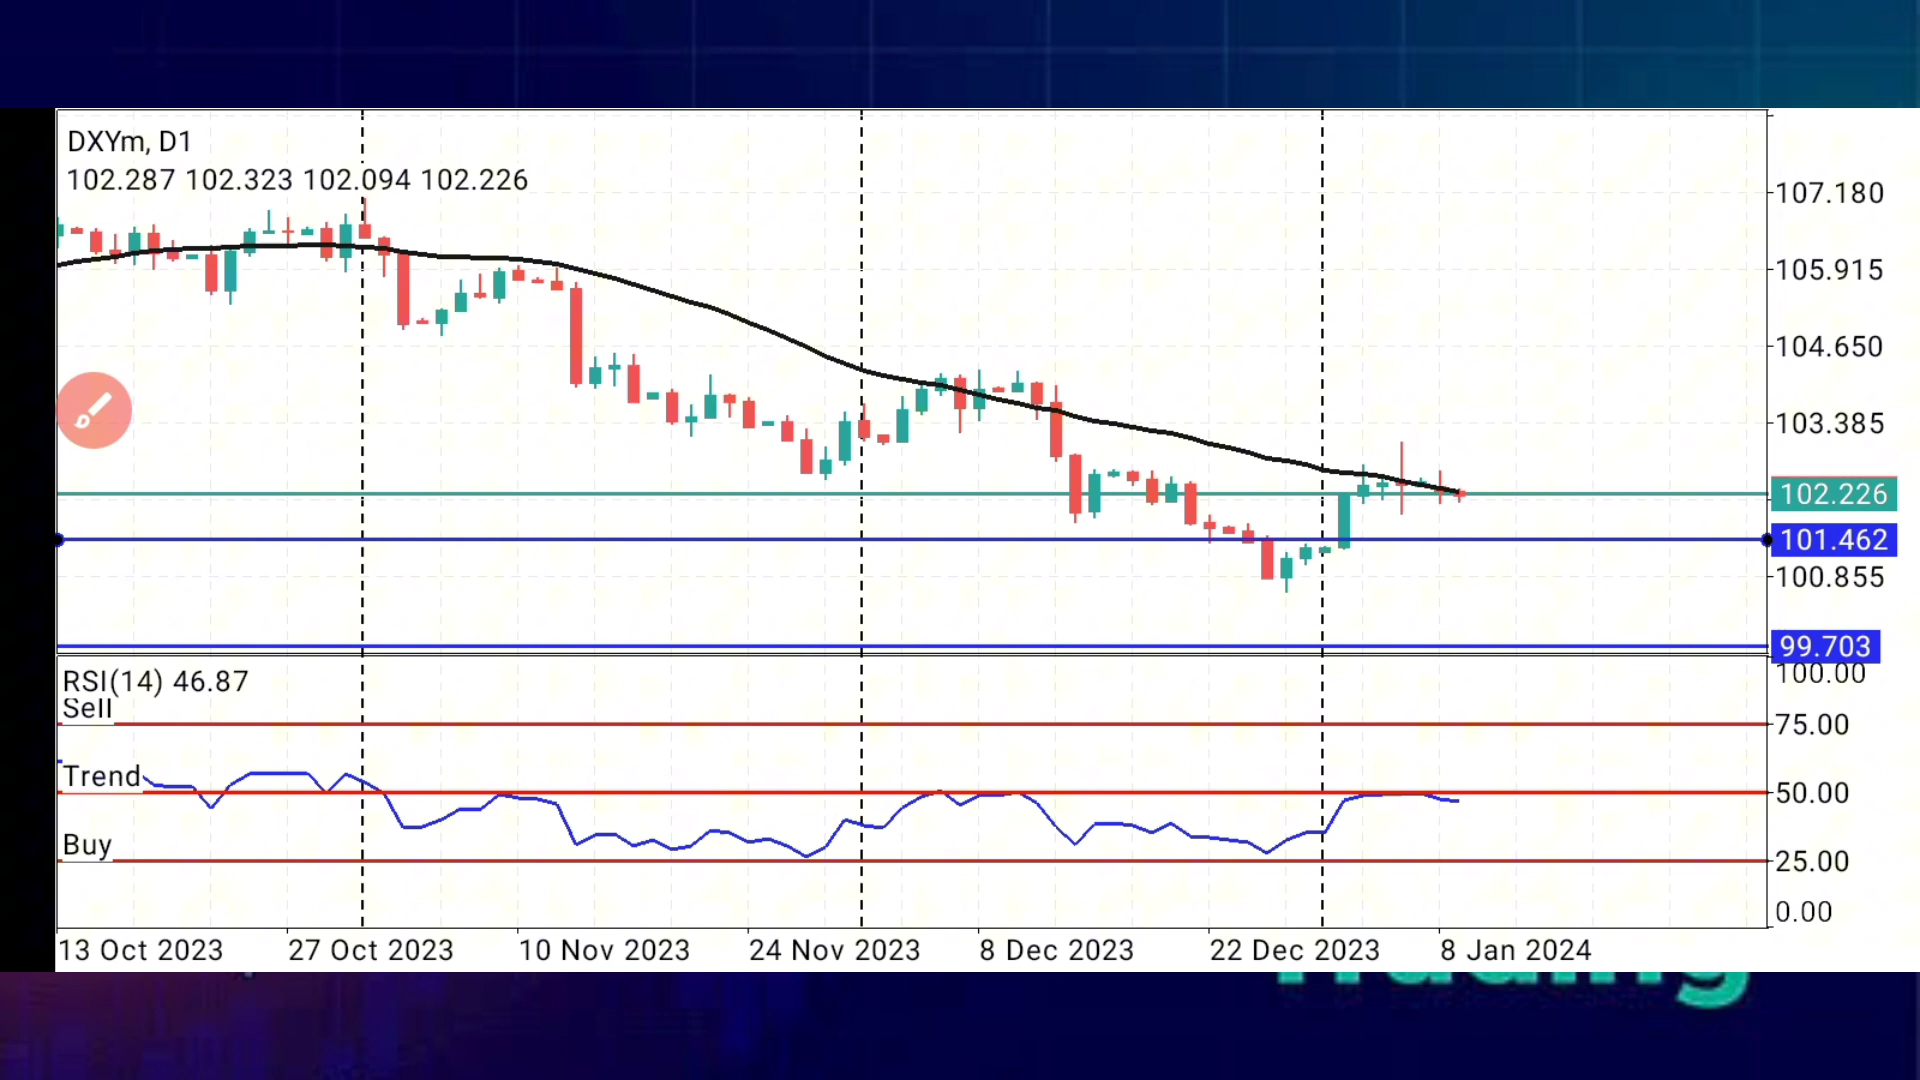 DXYm, D1
102.287 102.323 102.094 102.226
107.180
105.915
104.650
103.385
102.226
101.462
100.855
99.703
RSI(14) 46.87
100.00
Sell
75.00
Trend
50.00
Buy
25.00
0.00
13 Oct 2023 27 Oct 2023 10 Nov 2023 24 Nov 2023 8 Dec 2023 22 Dec 2023 8 Jan 2024